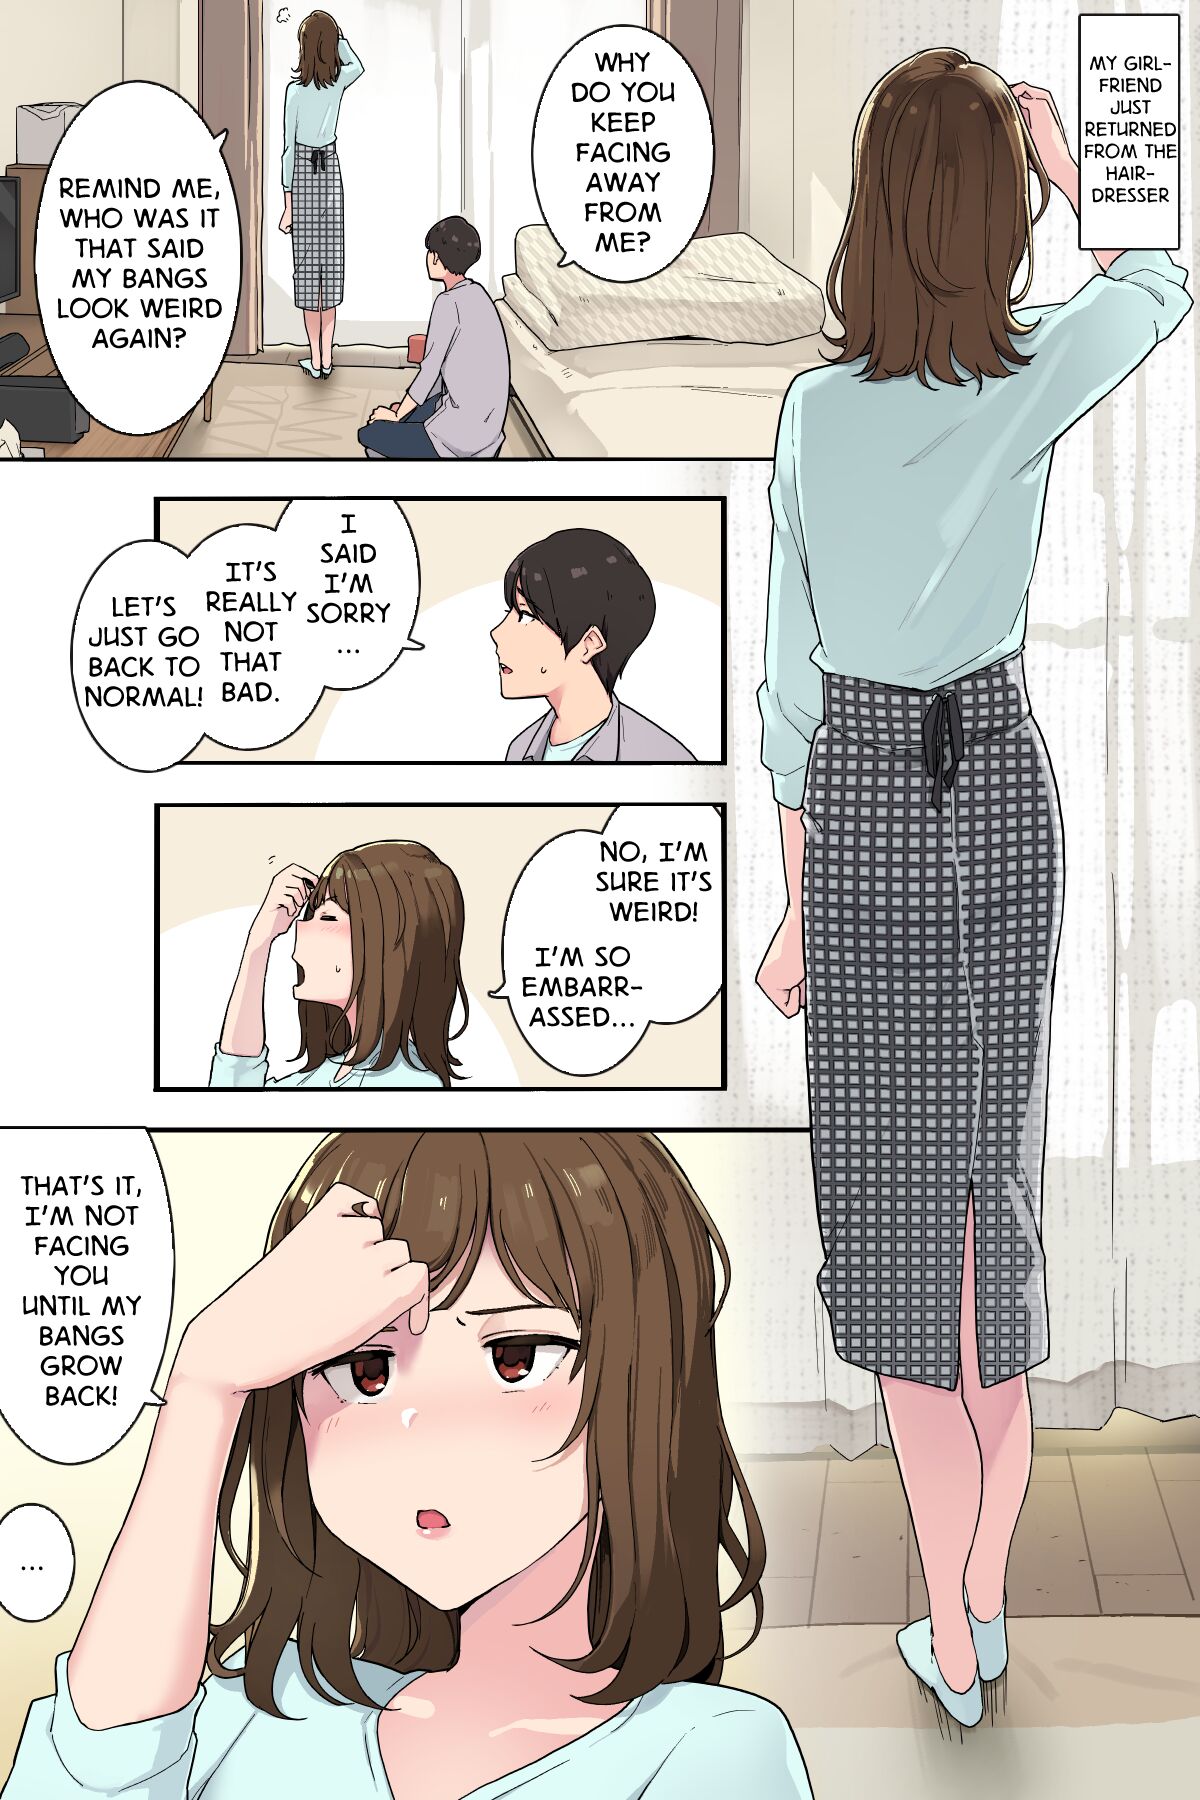 MY GIRL-
FRIEND
JUST
RETURNED
FROM THE
HAIR-
DRESSER
WHY
DO YOU
KEEP
FACING
AWAY
FROM
ME?
REMIND ME,
WHO WAS IT
THAT SAID
MY BANGS
LOOK WEIRD
AGAIN?
I
SAID
I'M
SORRY
...
IT'S
REALLY
NOT
THAT
BAD.
LET'S
JUST GO
BACK TO
NORMAL!
NO, I'M
SURE IT'S
WEIRD!
I'M SO
EMBARR-
ASSED...
THAT'S IT,
I'M NOT
FACING
YOU
UNTIL MY
BANGS
GROW
BACK!
...